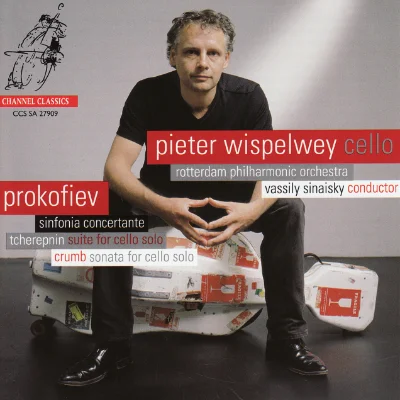 CHANNEL CLASSICS
CCS SA 27909
pieter wispelwey cello
rotterdam philharmonic orchestra
vassily sinaisky conductor
prokofiev
sinfonia concertante
tcherepnin suite for cello solo
crumb sonata for cello solo